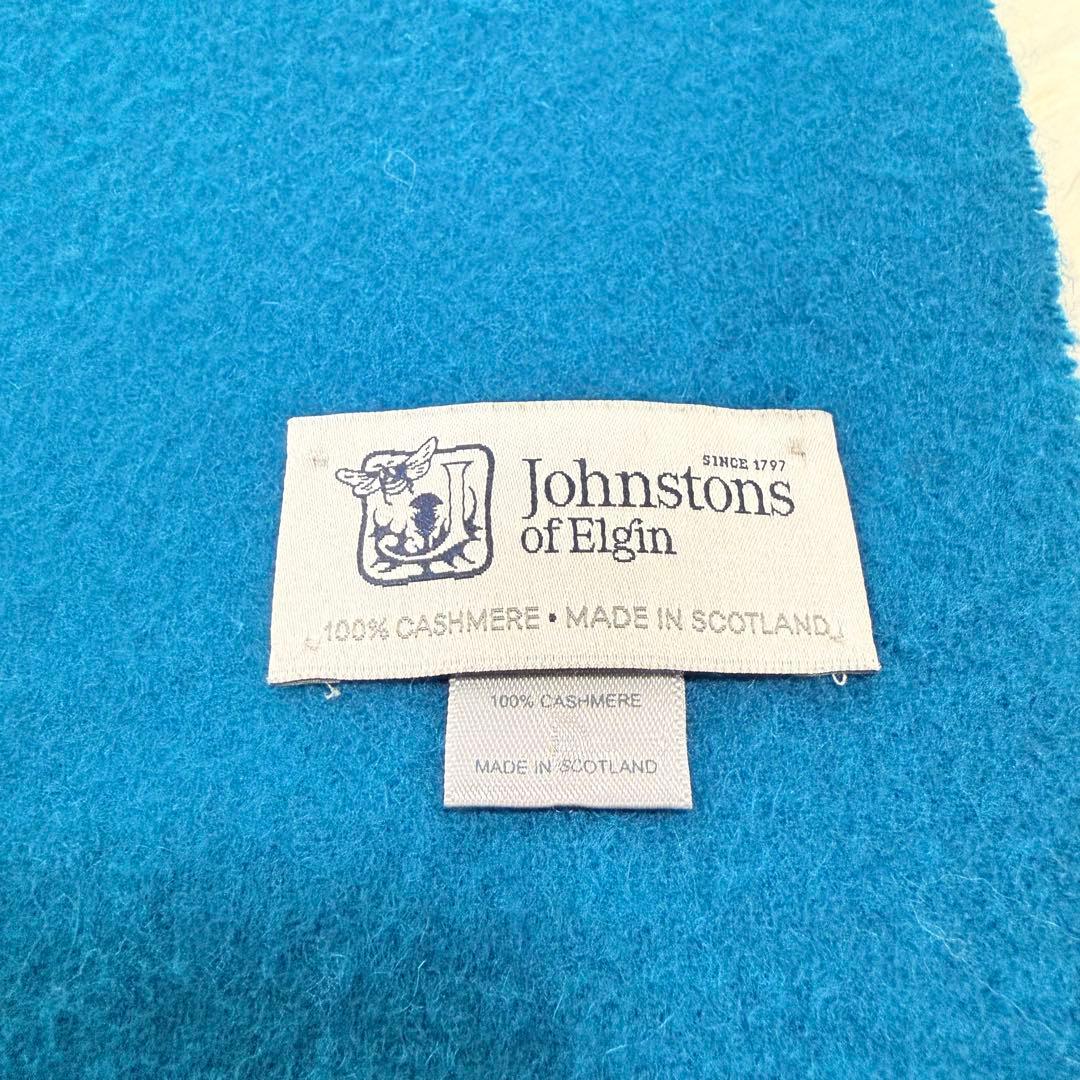 SINCE 1797
Johnstons
of Elgin
100% CASHMERE • MADE IN SCOTLAND
100% CASHMERE
MADE IN SCOTLAND